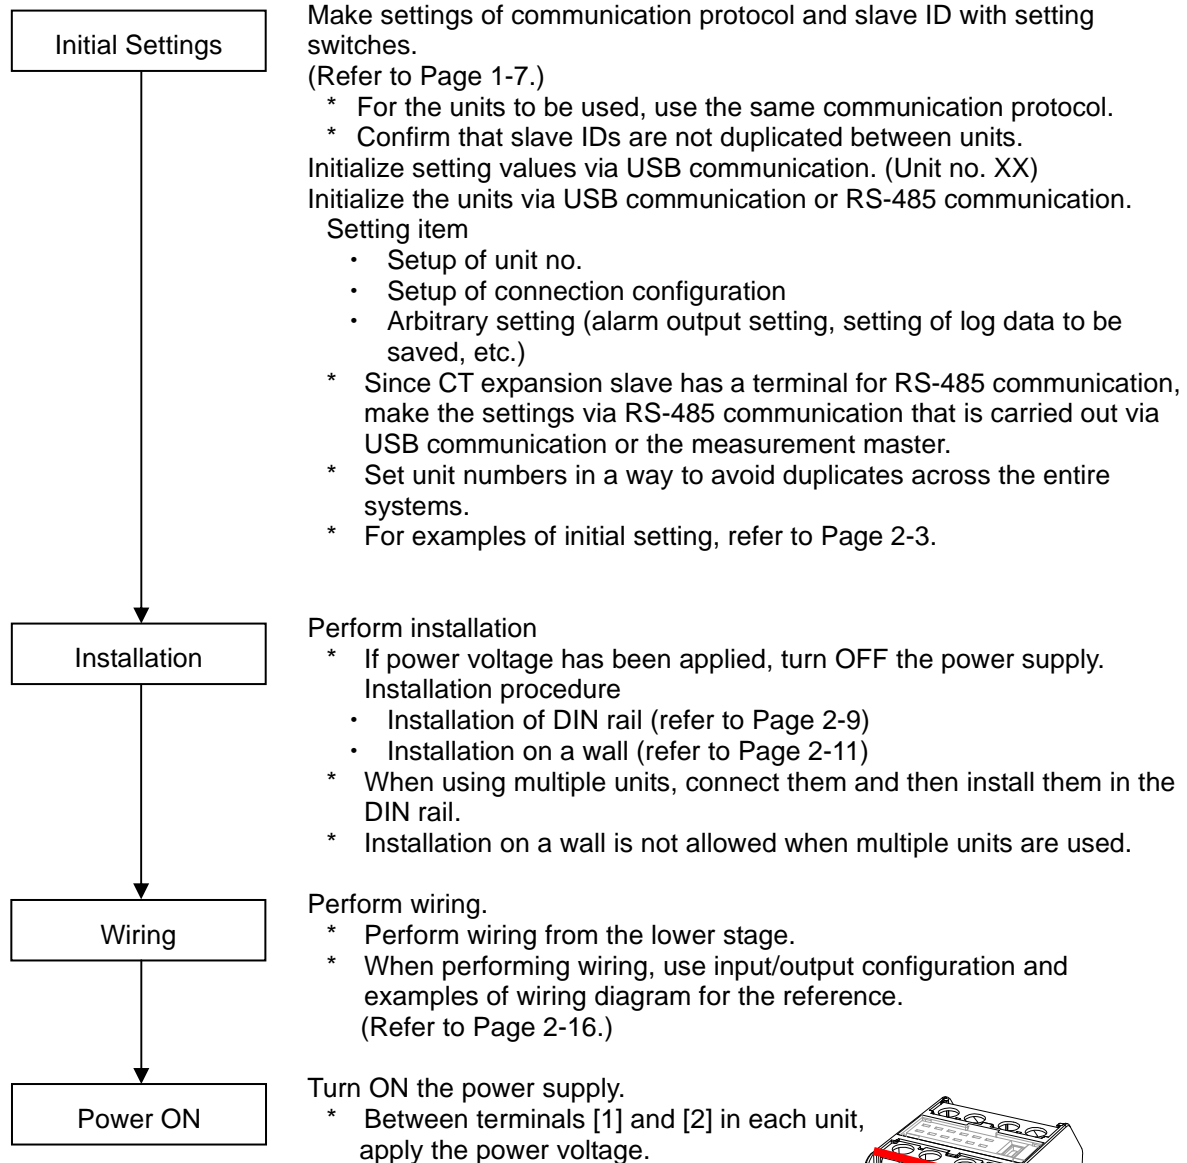 Initial Settings
Make settings of communication protocol and slave ID with setting
switches.
(Refer to Page 1-7.)
* For the units to be used, use the same communication protocol.
* Confirm that slave IDs are not duplicated between units.
Initialize setting values via USB communication. (Unit no. XX)
Initialize the units via USB communication or RS-485 communication.
Setting item
・ Setup of unit no.
・ Setup of connection configuration
・ Arbitrary setting (alarm output setting, setting of log data to be
saved, etc.)
* Since CT expansion slave has a terminal for RS-485 communication,
make the settings via RS-485 communication that is carried out via
USB communication or the measurement master.
* Set unit numbers in a way to avoid duplicates across the entire
systems.
* For examples of initial setting, refer to Page 2-3.
Installation
Perform installation
* If power voltage has been applied, turn OFF the power supply.
Installation procedure
・ Installation of DIN rail (refer to Page 2-9)
・ Installation on a wall (refer to Page 2-11)
* When using multiple units, connect them and then install them in the
DIN rail.
* Installation on a wall is not allowed when multiple units are used.
Wiring
Perform wiring.
* Perform wiring from the lower stage.
* When performing wiring, use input/output configuration and
examples of wiring diagram for the reference.
(Refer to Page 2-16.)
Power ON
Turn ON the power supply.
* Between terminals [1] and [2] in each unit,
apply the power voltage.